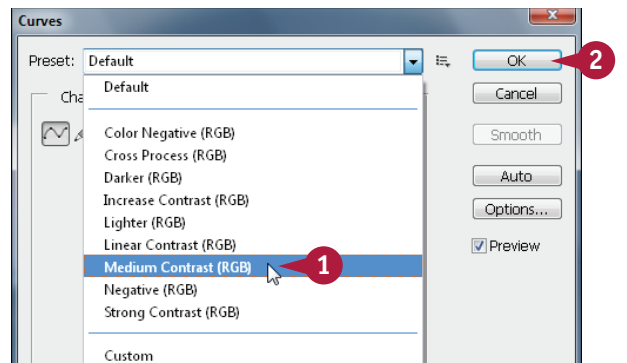 Curves
Preset: Default
OK
2
Default
Cancel
Color Negative (RGB)
Smooth
Cross Process (RGB)
Darker (RGB)
Auto
Increase Contrast (RGB)
Options...
Lighter (RGB)
Linear Contrast (RGB)
Preview
Medium Contrast (RGB)
1
Negative (RGB)
Strong Contrast (RGB)
Custom